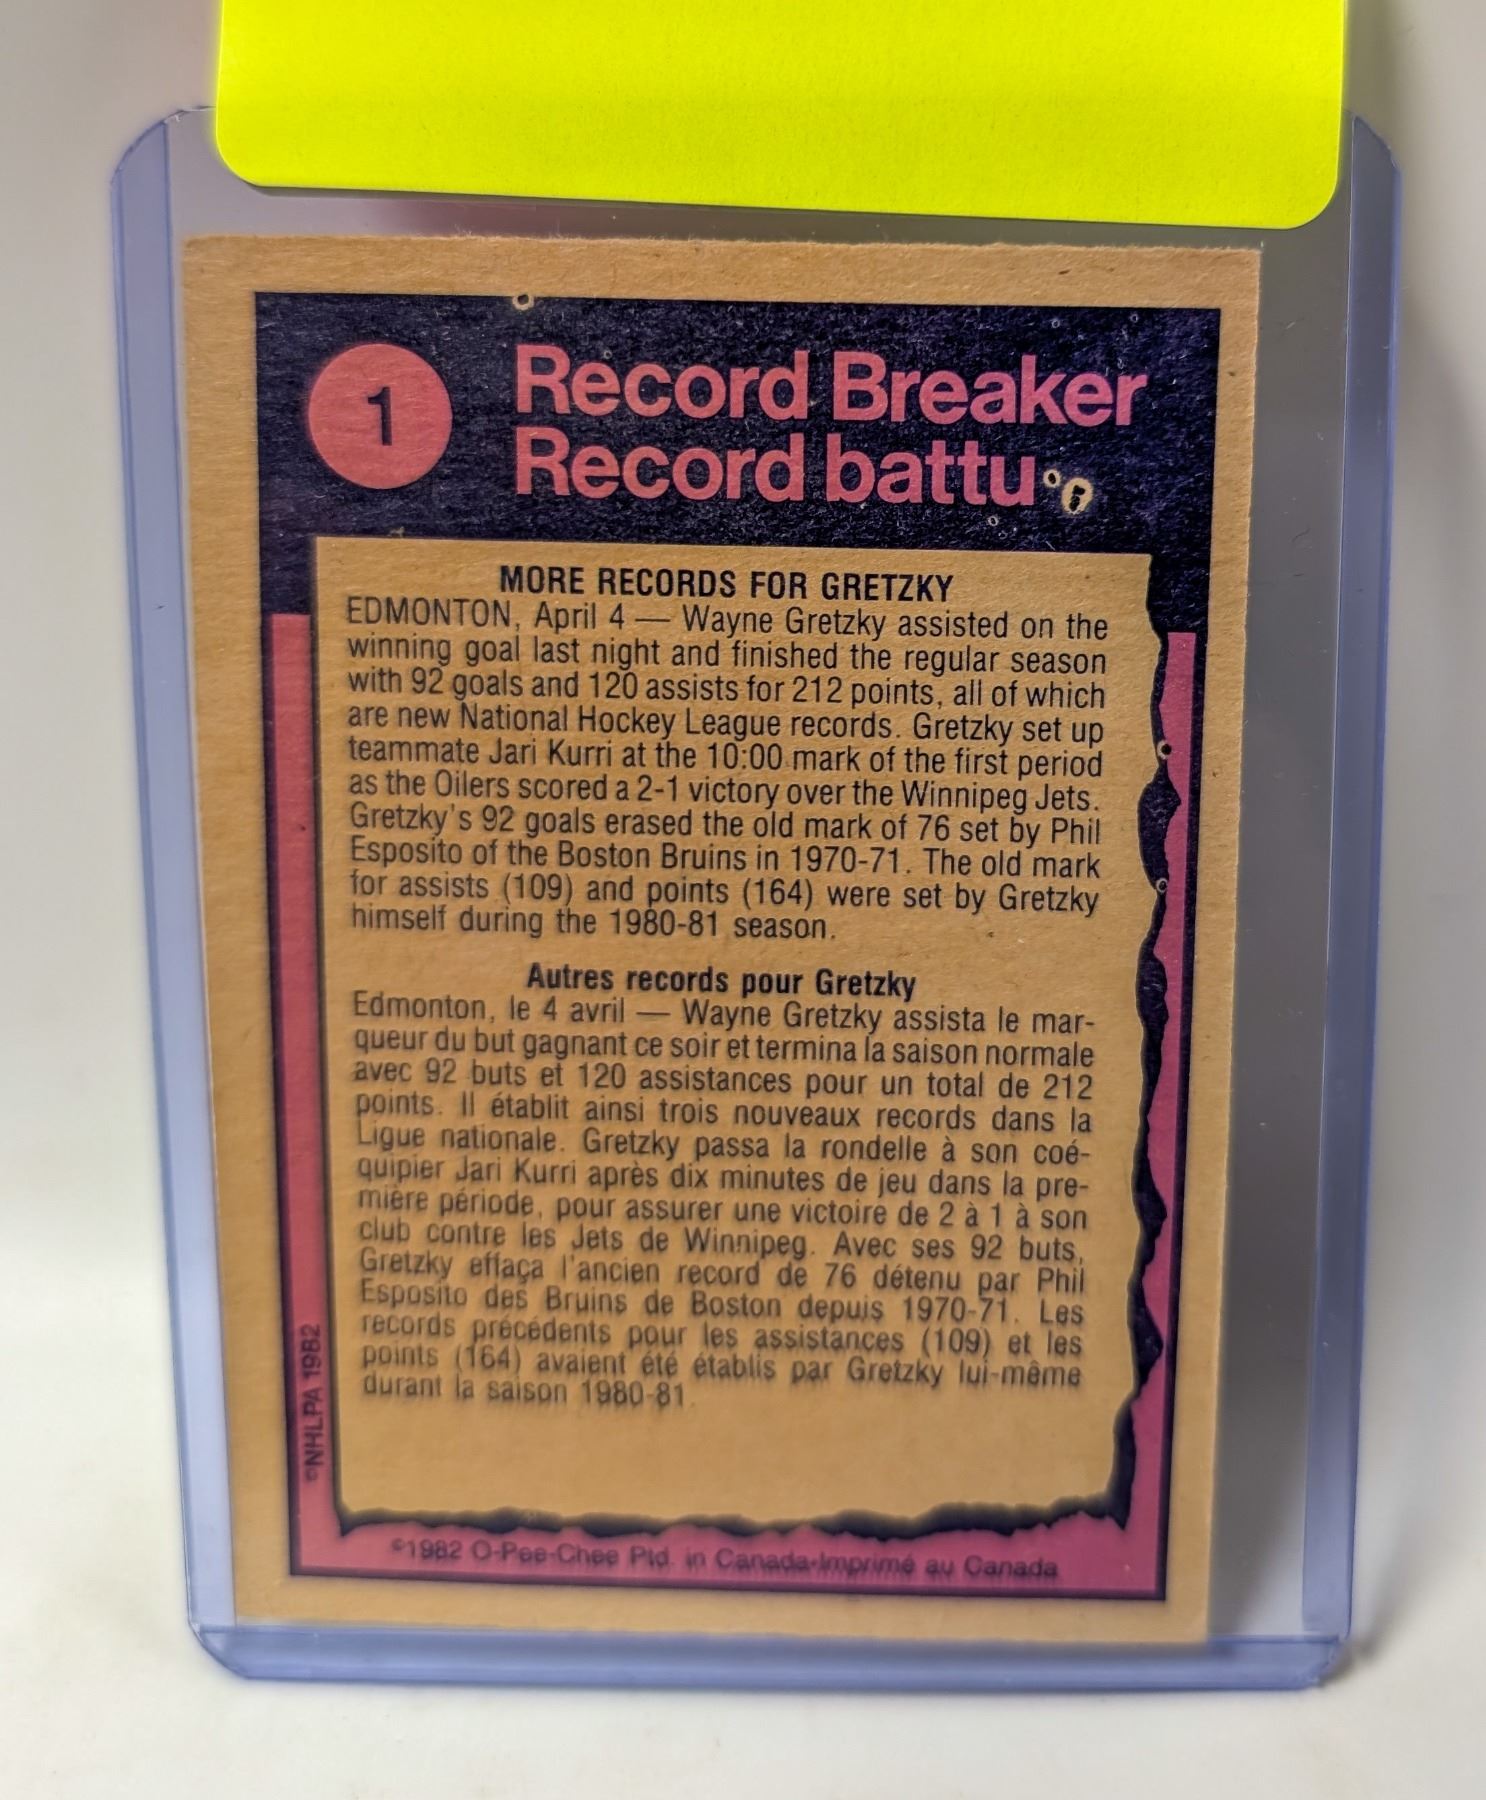 1
Record Breaker
Record battu
MORE RECORDS FOR GRETZKY
EDMONTON, April 4 — Wayne Gretzky assisted on the
winning goal last night and finished the regular season
with 92 goals and 120 assists for 212 points, all of which
are new National Hockey League records. Gretzky set up
teammate Jari Kurri at the 10:00 mark of the first period
as the Oilers scored a 2-1 victory over the Winnipeg Jets.
Gretzky's 92 goals erased the old mark of 76 set by Phil
Esposito of the Boston Bruins in 1970-71. The old mark
for assists (109) and points (164) were set by Gretzky
himself during the 1980-81 season.
Autres records pour Gretzky
Edmonton, le 4 avril — Wayne Gretzky assista le mar-
queur du but gagnant ce soir et termina la saison normale
avec 92 buts et 120 assistances pour un total de 212
points. Il établit ainsi trois nouveaux records dans la
Ligue nationale. Gretzky passa la rondelle à son coé-
quipier Jari Kurri après dix minutes de jeu dans la pre-
mière période, pour assurer une victoire de 2 à 1 à son
club contre les Jets de Winnipeg. Avec ses 92 buts,
Gretzky effaça l'ancien record de 76 détenu par Phil
Esposito des Bruins de Boston depuis 1970-71. Les
records précédents pour les assistances (109) et les
points (164) avaient été établis par Gretzky lui-même
durant la saison 1980-81.
©NHLPA 1982
©1982 O-Pee-Chee Ptd. in Canada-Imprimé au Canada